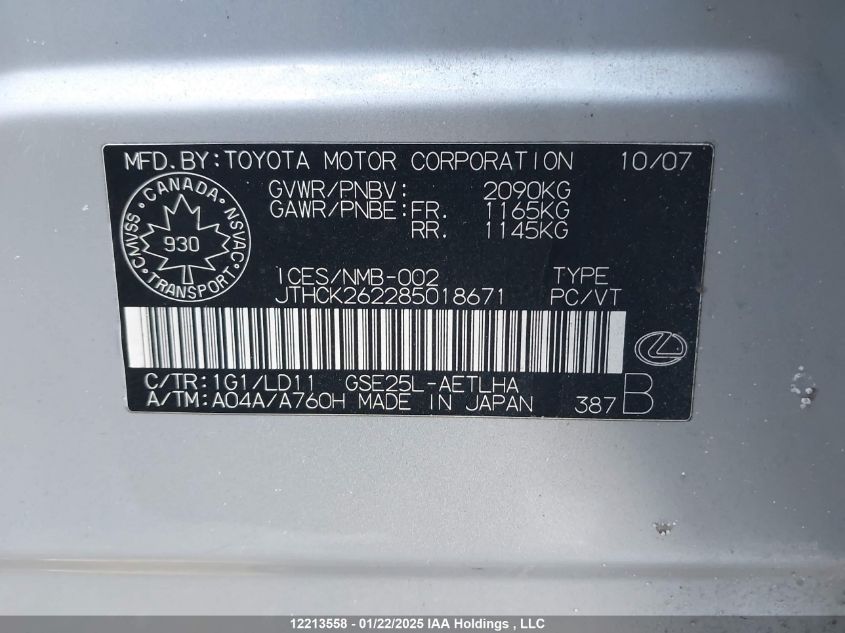 MFD.BY:TOYOTA MOTOR CORPORATION 10/07
GVWR/PNBV: 2090KG
GAWR/PNBE:FR. 1165KG
RR. 1145KG
CANADA
CMVSS 930 NSVAC
TRANSPORT
ICES/NMB-002 TYPE
JTHCK262285018671 PC/VT
C/TR:1G1/LD11 GSE25L-AETLHA
A/TM:A04A/A760H MADE IN JAPAN 387 B
12213558 - 01/22/2025 IAA Holdings , LLC